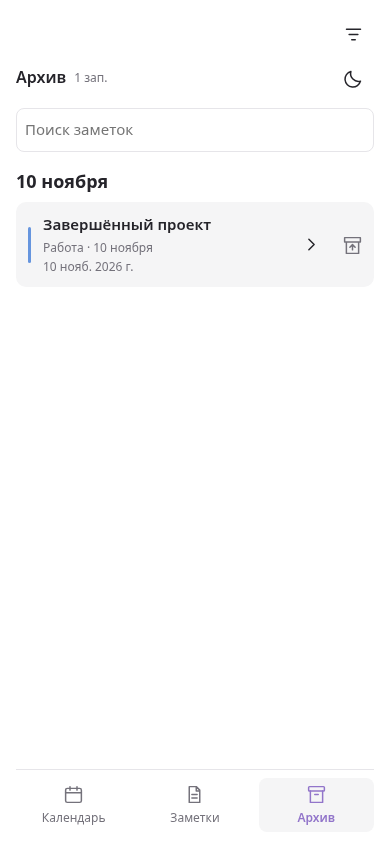 Архив 1 зап.
Поиск заметок
10 ноября
Завершённый проект
Работа · 10 ноября
10 нояб. 2026 г.
Календарь
Заметки
Архив